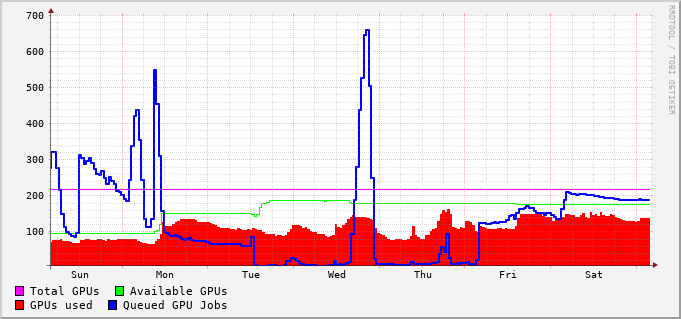 700
600
500
400
300
200
100
Sun Mon Tue Wed Thu Fri Sat
Total GPUs Available GPUs
GPUs used Queued GPU Jobs
RRDTOOL / TOBI OETIKER